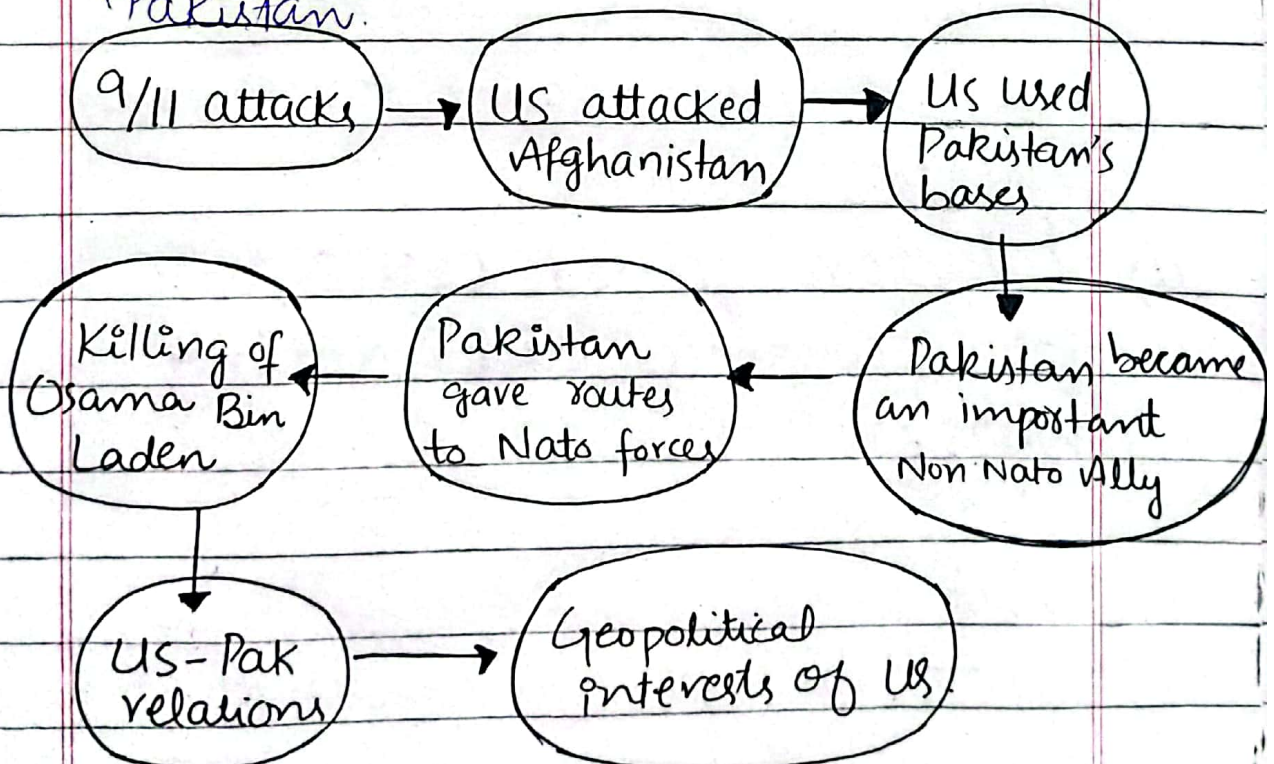 Pakistan.
9/11 attacks
US attacked
Afghanistan
Us used
Pakistan's
bases
Pakistan became
an important
Non Nato Ally
Pakistan
gave routes
to Nato forces
Killing of
Osama Bin
Laden
US-Pak
relations
Geopolitical
interests of US.